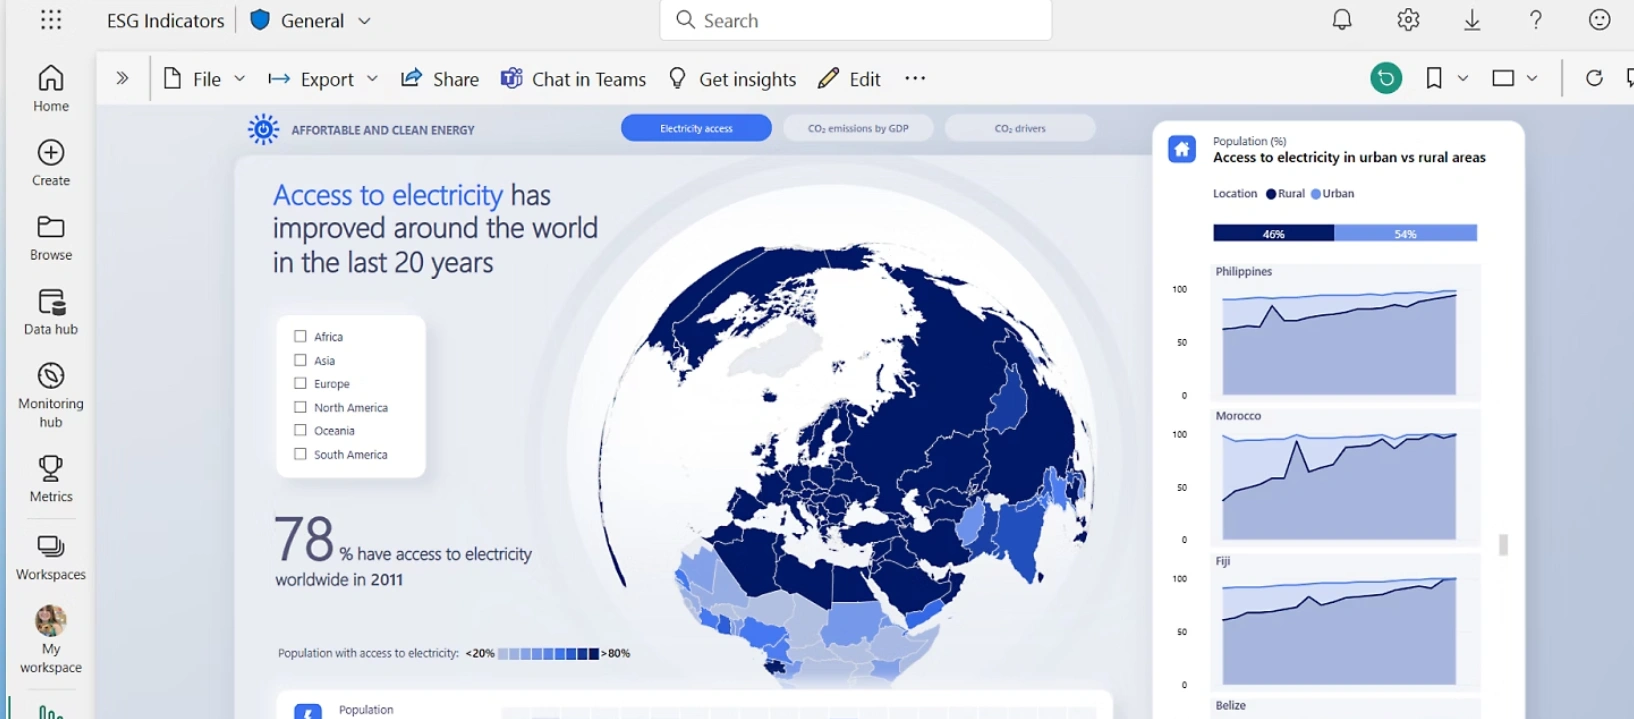 ESG Indicators
General
Search
Home
Create
Browse
Data hub
Monitoring
hub
Metrics
Workspaces
My
workspace
File
Export
Share
Chat in Teams
Get insights
Edit
AFFORTABLE AND CLEAN ENERGY
Electricity access
CO₂ emissions by GDP
CO₂ drivers
Access to electricity has
improved around the world
in the last 20 years
Africa
Asia
Europe
North America
Oceania
South America
78 % have access to electricity
worldwide in 2011
Population with access to electricity: <20% >80%
Population
Population (%)
Access to electricity in urban vs rural areas
Location Rural Urban
46% 54%
Philippines
100
50
0
Morocco
100
50
0
Fiji
100
50
0
Belize